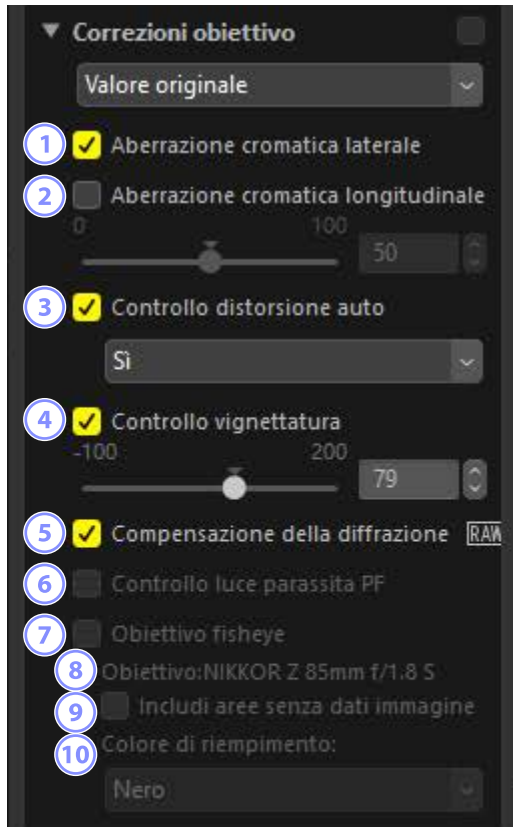 Correzioni obiettivo
Valore originale
1 Aberrazione cromatica laterale
2 Aberrazione cromatica longitudinale
0 100
50
3 Controllo distorsione auto
Sì
4 Controllo vignettatura
-100 200
79
5 Compensazione della diffrazione RAW
6 Controllo luce parassita PF
7 Obiettivo fisheye
8 Obiettivo:NIKKOR Z 85mm f/1.8 S
9 Includi aree senza dati immagine
10 Colore di riempimento:
Nero